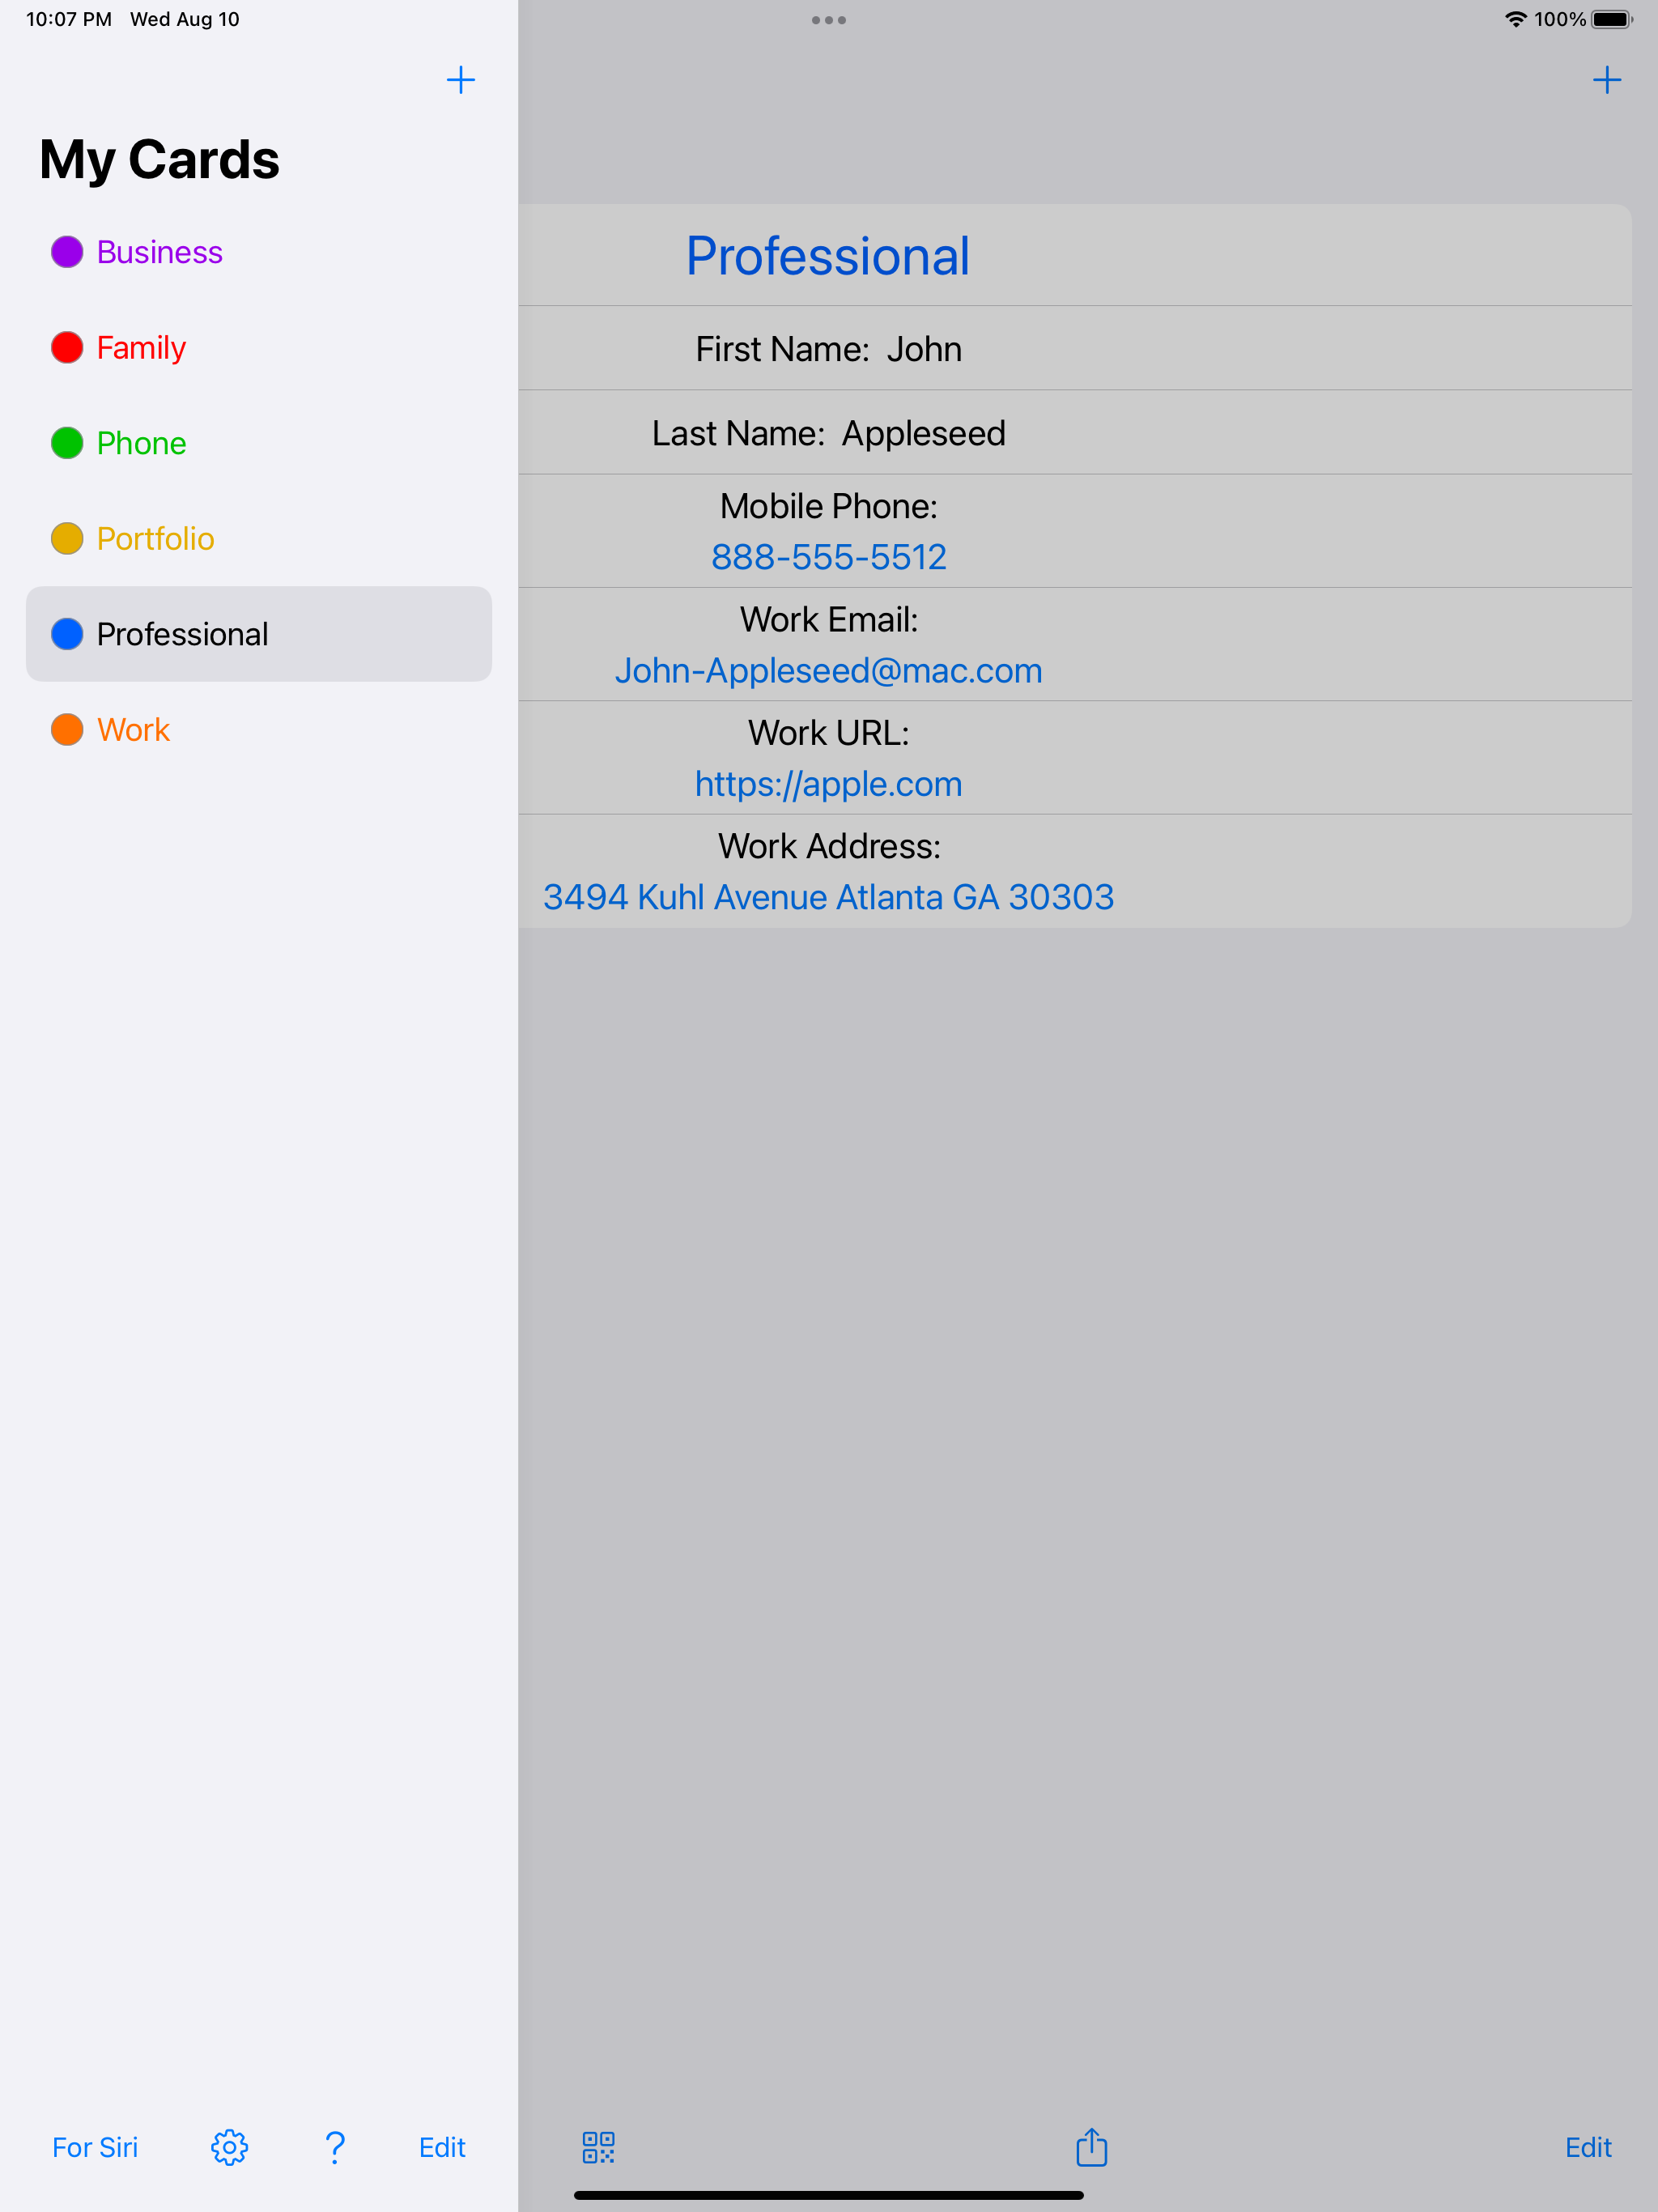 10:07 PM Wed Aug 10
100%
My Cards
Business
Family
Phone
Portfolio
Professional
Work
For Siri
?
Edit
Professional
First Name: John
Last Name: Appleseed
Mobile Phone:
888-555-5512
Work Email:
John-Appleseed@mac.com
Work URL:
https://apple.com
Work Address:
3494 Kuhl Avenue Atlanta GA 30303
Edit